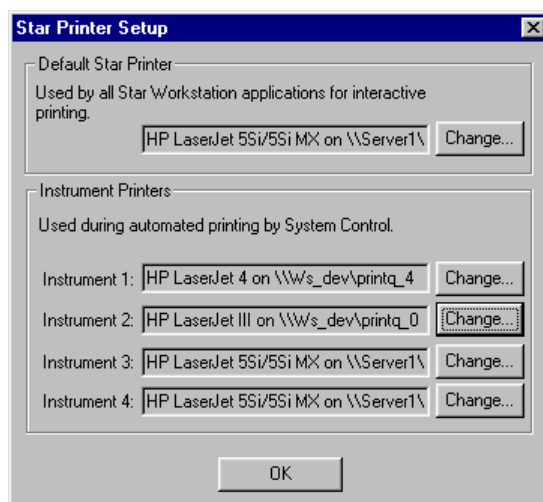 Star Printer Setup
Default Star Printer
Used by all Star Workstation applications for interactive
printing.
HP LaserJet 5Si/5Si MX on \\Server1\ Change...
Instrument Printers
Used during automated printing by System Control.
Instrument 1: HP LaserJet 4 on \\Ws_dev\printq_4 Change...
Instrument 2: HP LaserJet III on \\Ws_dev\printq_0 Change...
Instrument 3: HP LaserJet 5Si/5Si MX on \\Server1\ Change...
Instrument 4: HP LaserJet 5Si/5Si MX on \\Server1\ Change...
OK